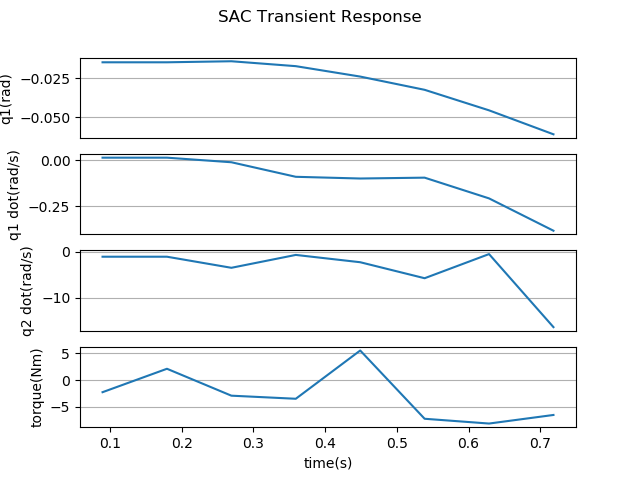 SAC Transient Response
q1(rad)
−0.025
−0.050
q1 dot(rad/s)
0.00
−0.25
q2 dot(rad/s)
0
−10
torque(Nm)
5
0
−5
0.1 0.2 0.3 0.4 0.5 0.6 0.7
time(s)